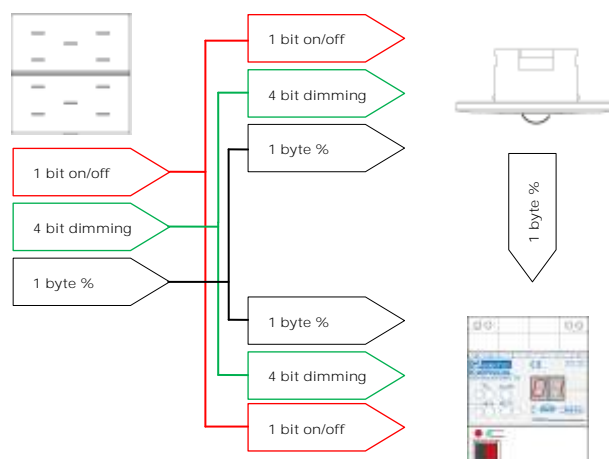 1 bit on/off
4 bit dimming
1 byte %
1 bit on/off
4 bit dimming
1 byte %
1 byte %
1 byte %
4 bit dimming
1 bit on/off